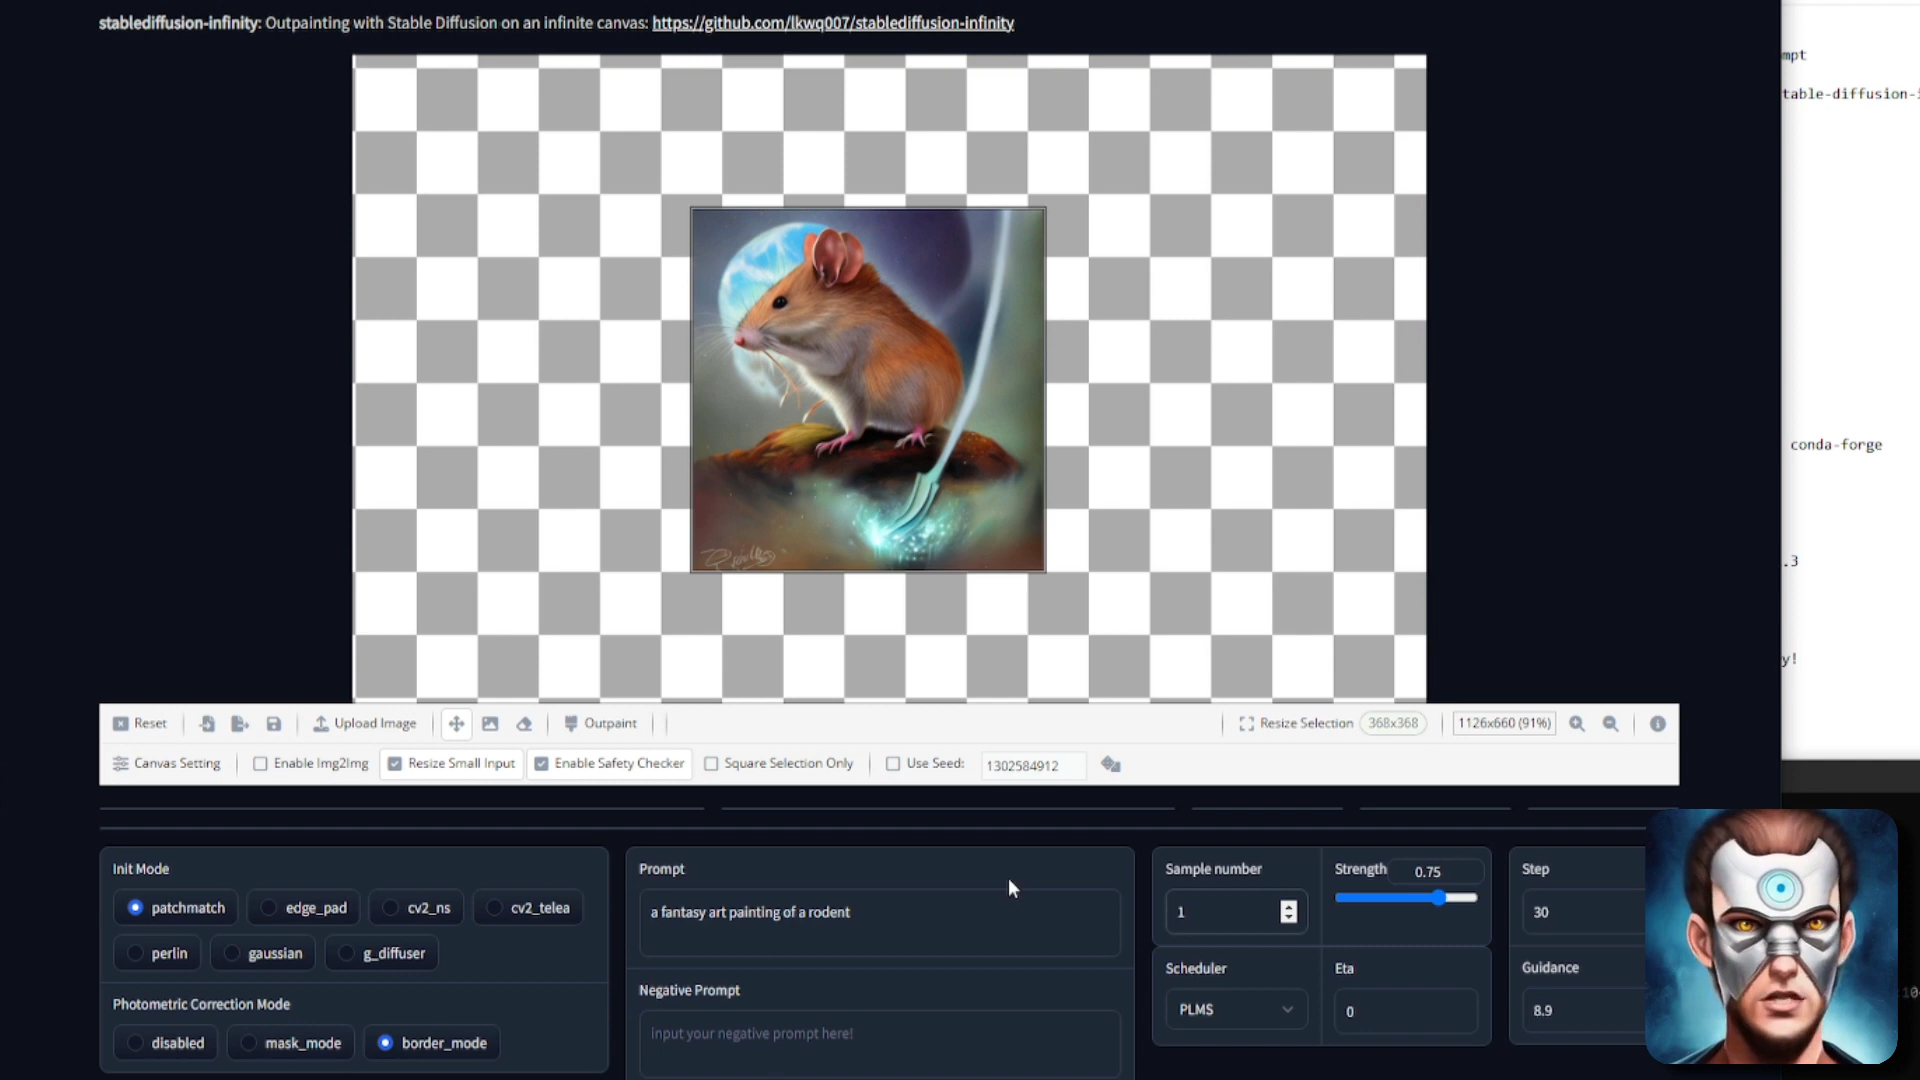 stablediffusion-infinity: Outpainting with Stable Diffusion on an infinite canvas: https://github.com/lkwq007/stablediffusion-infinity
mpt
table-diffusion-i
conda-forge
.3
y!
Reset Upload Image Outpaint Resize Selection 368x368 1126x660 (91%)
Canvas Setting Enable Img2Img Resize Small Input Enable Safety Checker Square Selection Only Use Seed: 1302584912
Init Mode
patchmatch edge_pad cv2_ns cv2_telea
perlin gaussian g_diffuser
Photometric Correction Mode
disabled mask_mode border_mode
Prompt
a fantasy art painting of a rodent
Negative Prompt
input your negative prompt here!
Sample number
1
Strength 0.75
Scheduler
PLMS
Eta
0
Step
30
Guidance
8.9
10